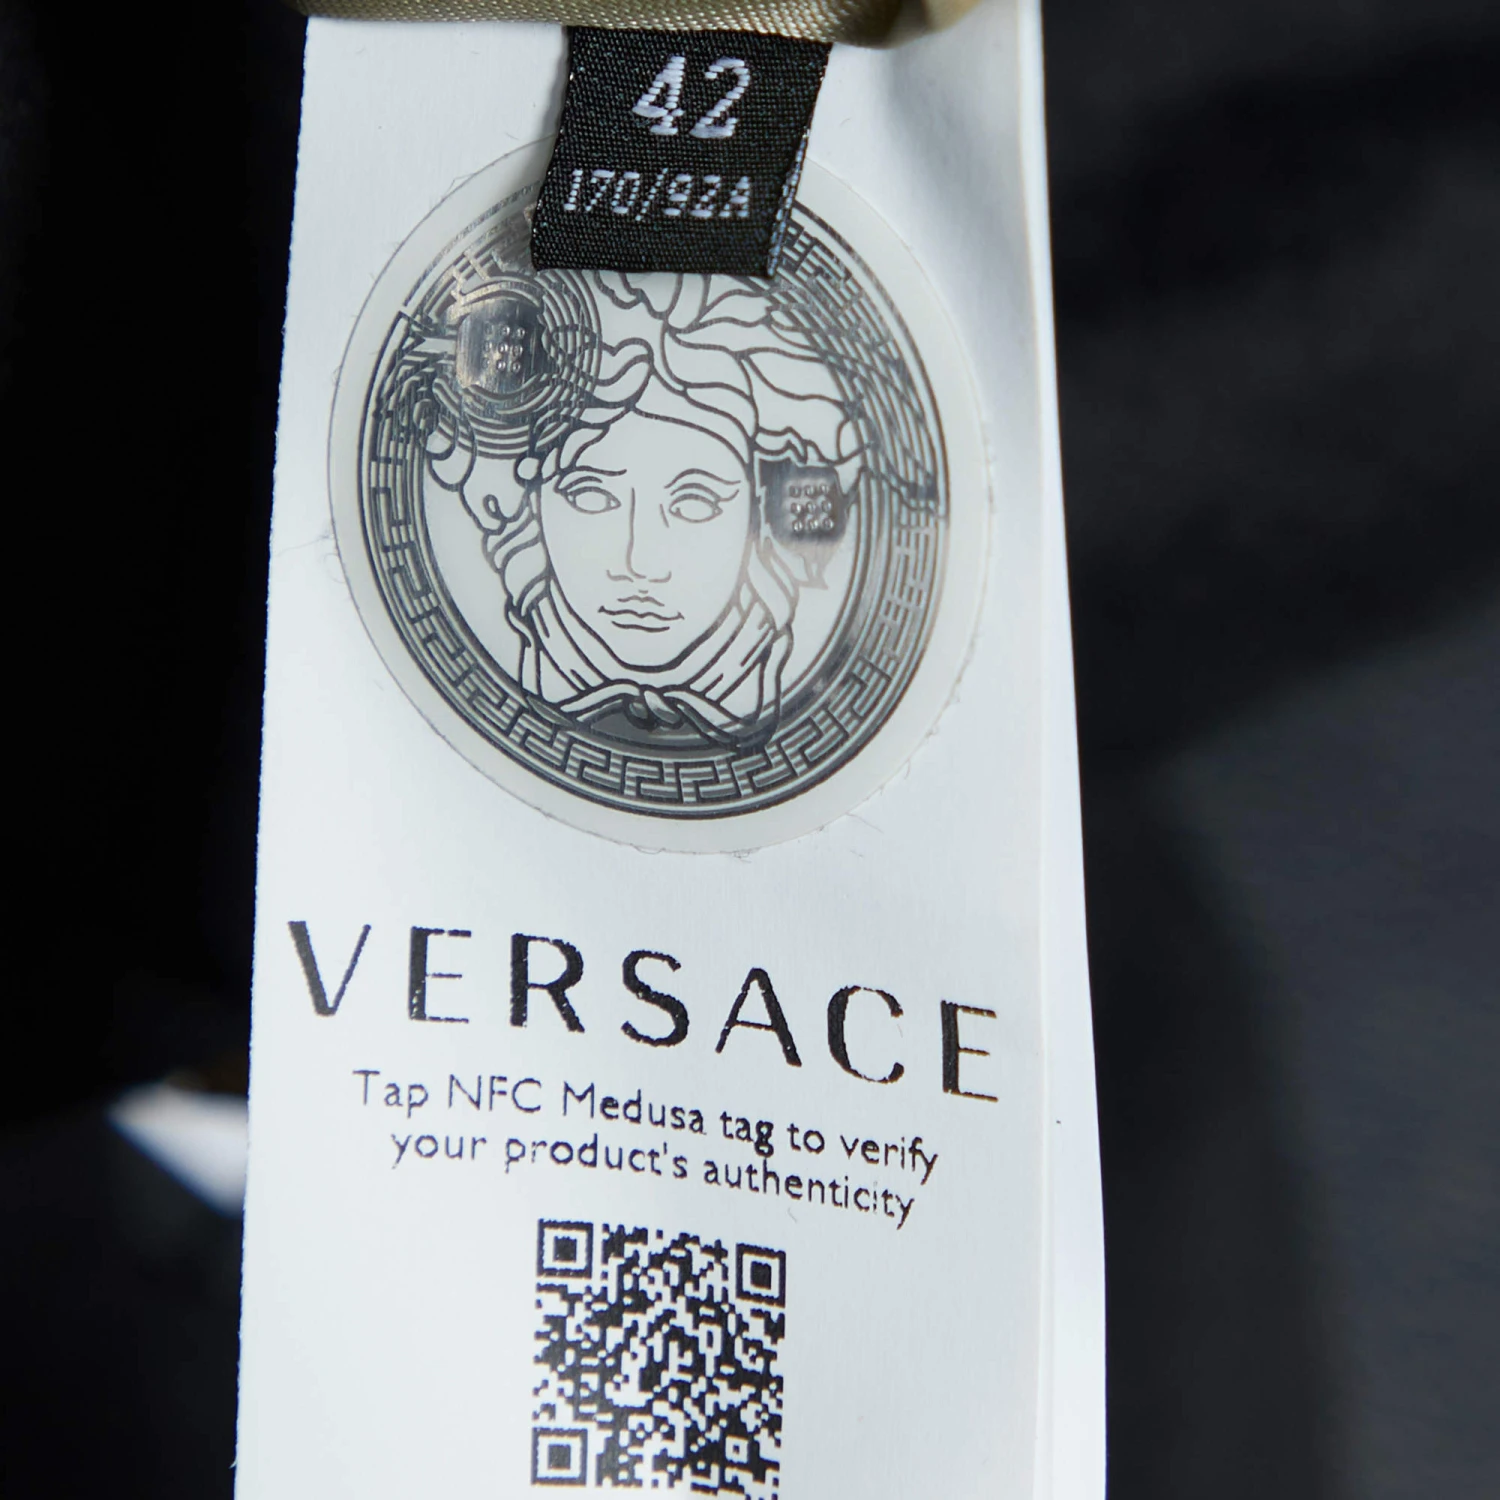 42
170/92A
VERSACE
Tap NFC Medusa tag to verify
your product's authenticity